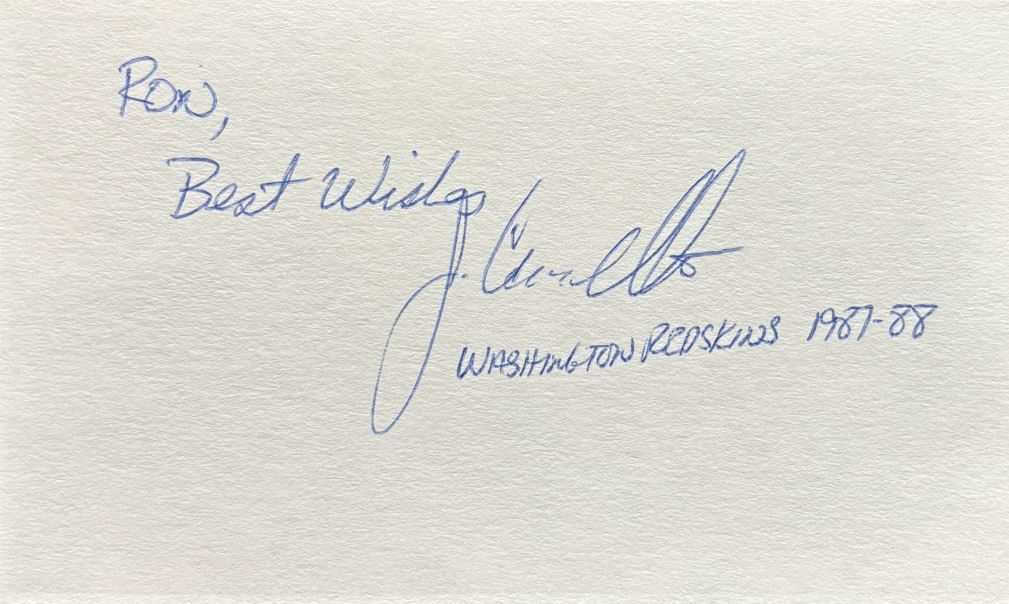 Ron,
Best Wishes
J.
WASHINGTON REDSKINS 1987-88